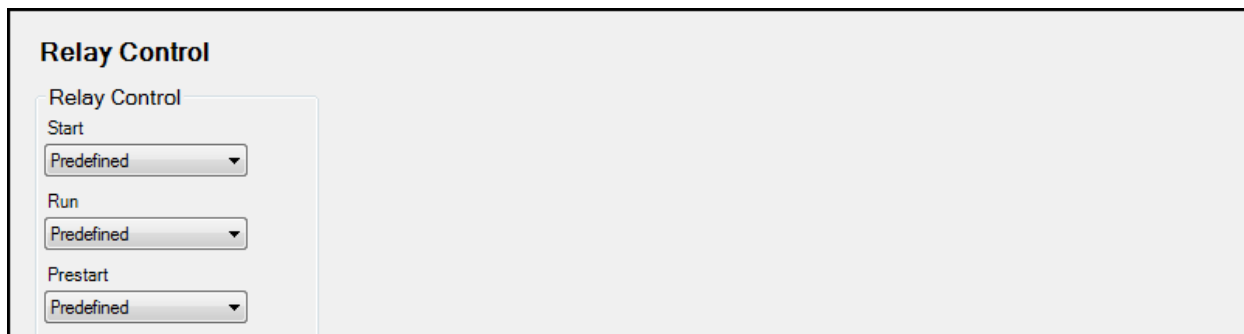 Relay Control
Relay Control
Start
Predefined
Run
Predefined
Prestart
Predefined